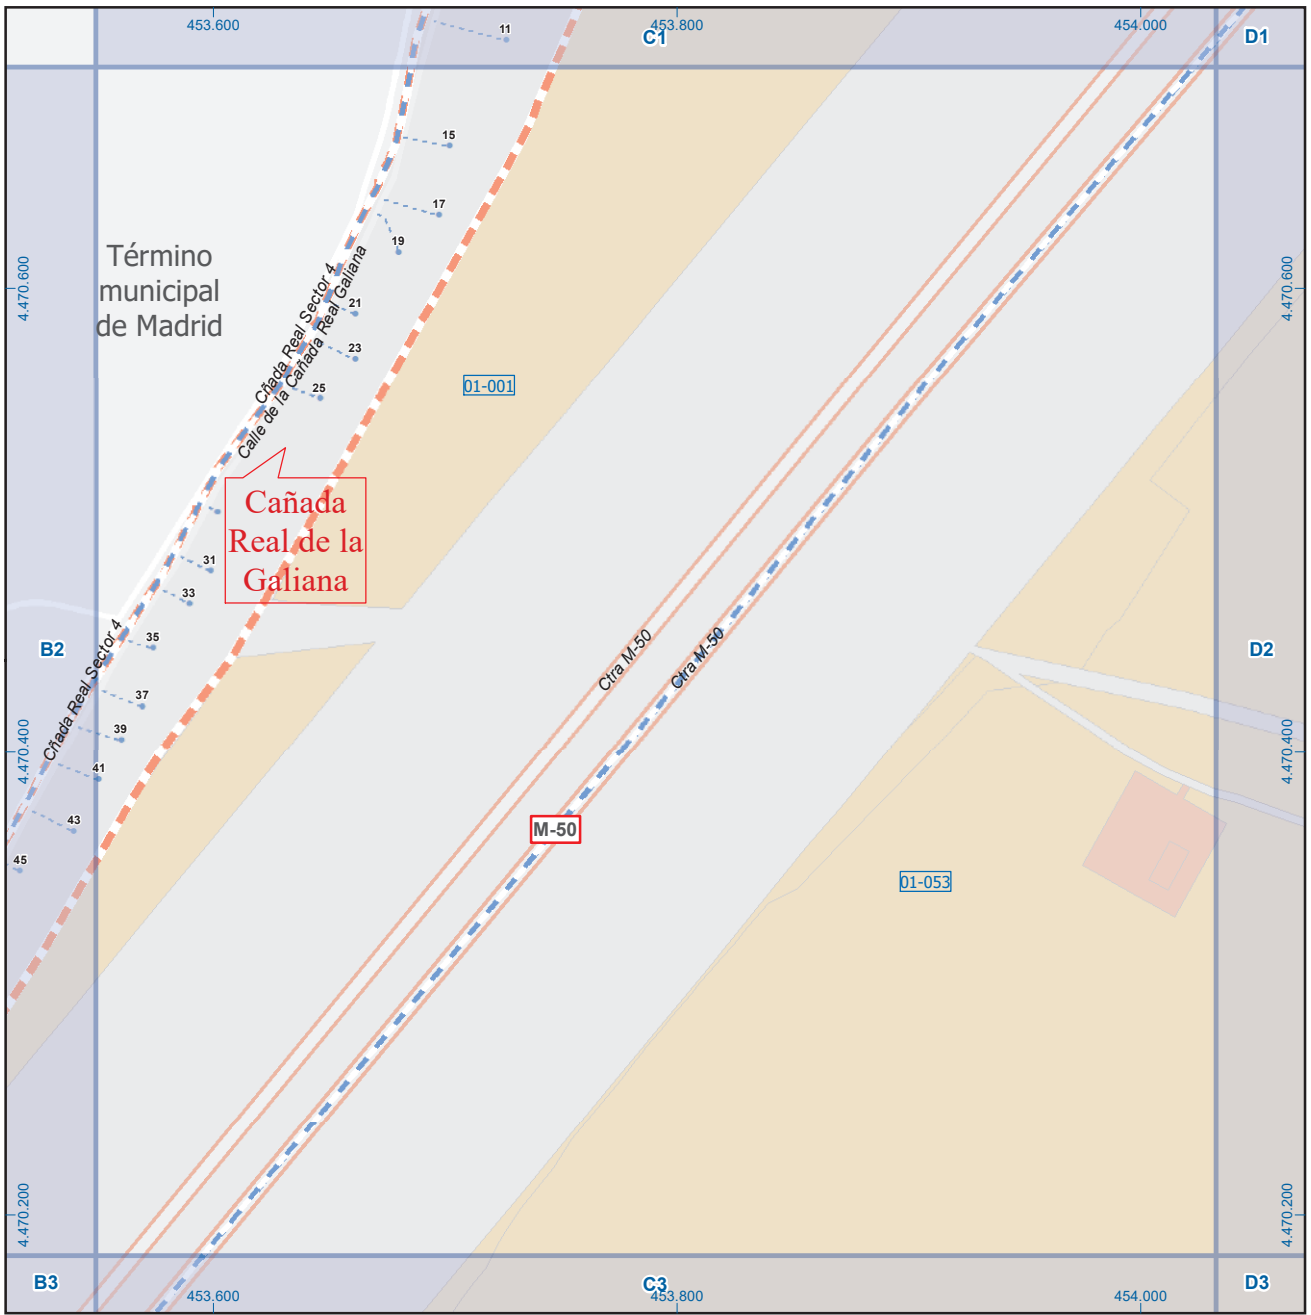 453.600
453.800
454.000
C1
D1
11
15
17
19
Término
municipal
de Madrid
4.470.600
4.470.600
Cñada Real Sector 4
Calle de la Cañada Real Galiana
21
23
25
01-001
Cañada
Real de la
Galiana
31
33
35
B2
D2
Ctra M-50
Ctra M-50
Cñada Real Sector 4
37
39
41
43
45
4.470.400
4.470.400
M-50
01-053
4.470.200
4.470.200
B3
C3
D3
453.600
453.800
454.000